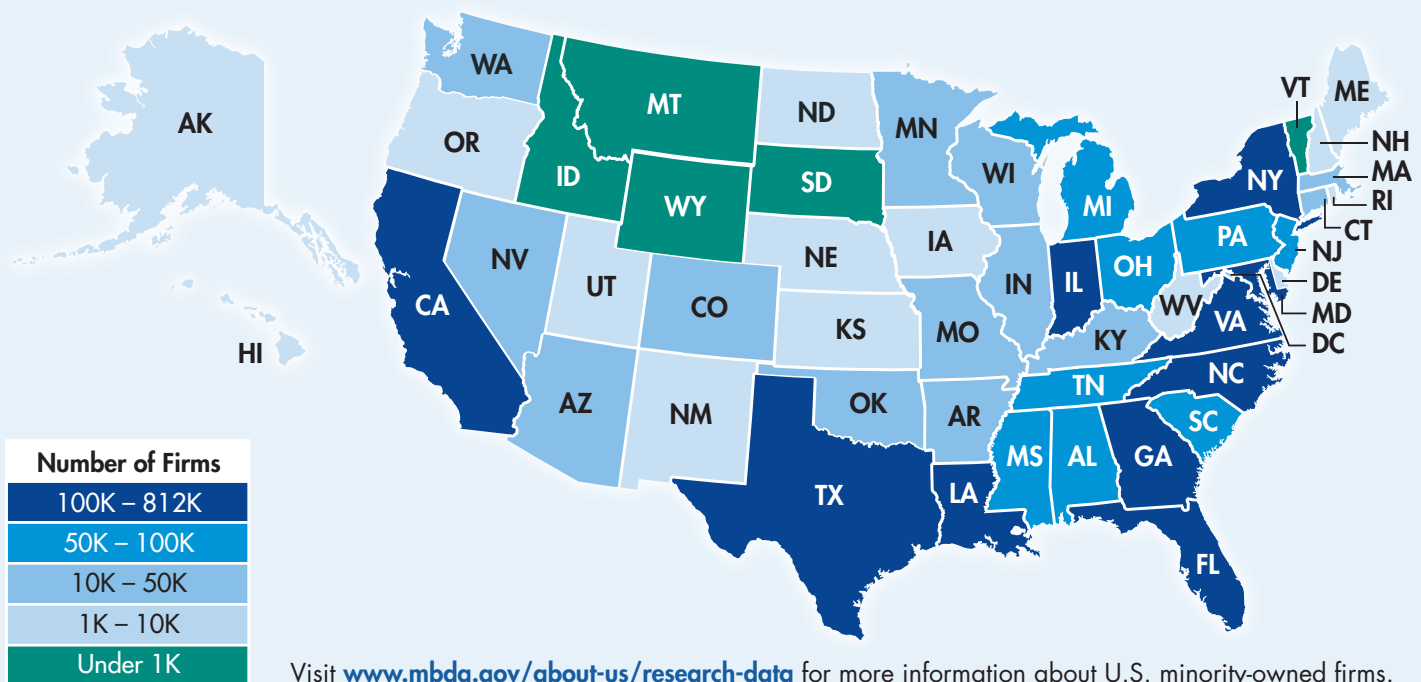 WA
MT
ND
MN
VT
ME
AK
OR
ID
SD
WI
MI
NY
NH
MA
RI
CT
WY
NE
IA
PA
NJ
NV
UT
CO
IN
IL
OH
DE
CA
KS
MO
WV
VA
MD
DC
HI
KY
AZ
NM
OK
AR
TN
NC
SC
TX
LA
MS
AL
GA
FL
Number of Firms
100K – 812K
50K – 100K
10K – 50K
1K – 10K
Under 1K
Visit www.mbda.gov/about-us/research-data for more information about U.S. minority-owned firms.